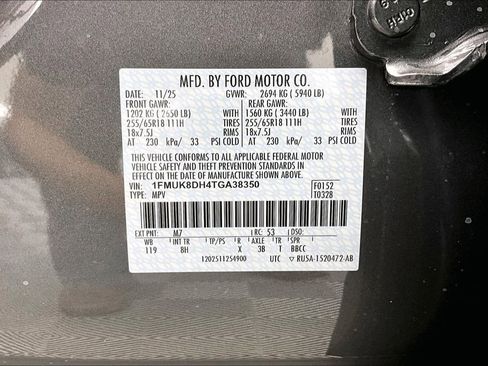 MFD. BY FORD MOTOR CO.
DATE: 11/25 GVWR: 2694 KG ( 5940 LB)
FRONT GAWR: REAR GAWR:
1202 KG ( 2650 LB) WITH 1560 KG ( 3440 LB) WITH
255/65R18 111H TIRES 255/65R18 111H TIRES
18x7.5J RIMS 18x7.5J RIMS
AT 230 kPa/ 33 PSI COLD AT 230 kPa/ 33 PSI COLD
THIS VEHICLE CONFORMS TO ALL APPLICABLE FEDERAL MOTOR
VEHICLE SAFETY AND THEFT PREVENTION STANDARDS IN
EFFECT ON THE DATE OF MANUFACTURE SHOWN ABOVE.
VIN: 1FMUK8DH4TGA38350 F0152
TYPE: MPV T0328
EXT PNT: M7 RC: 53 DSO:
WB INT TR TP/PS R AXLE TR SPR
119 8H X 3B T BBCC
1202511254900 UTC ▽ RU5A-1520472-AB